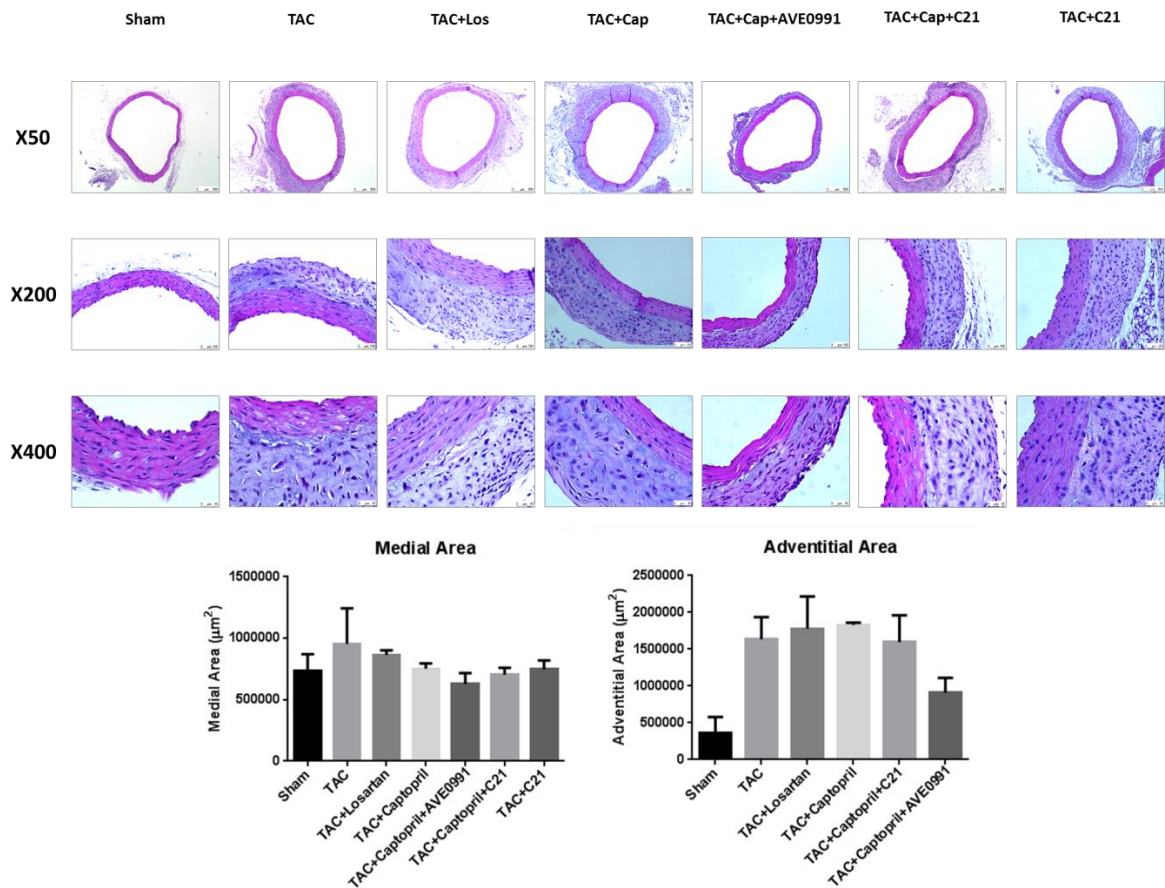 Sham TAC TAC+Los TAC+Cap TAC+Cap+AVE0991 TAC+Cap+C21 TAC+C21
X50
X200
X400
Medial Area
Medial Area (µm²)
1500000
1000000
500000
0
Sham
TAC
TAC+Losartan
TAC+Captopril
TAC+Captopril+AVE0991
TAC+Captopril+C21
TAC+C21
Adventitial Area
Adventitial Area (µm²)
2500000
2000000
1500000
1000000
500000
0
Sham
TAC
TAC+Losartan
TAC+Captopril
TAC+Captopril+C21
TAC+Captopril+AVE0991